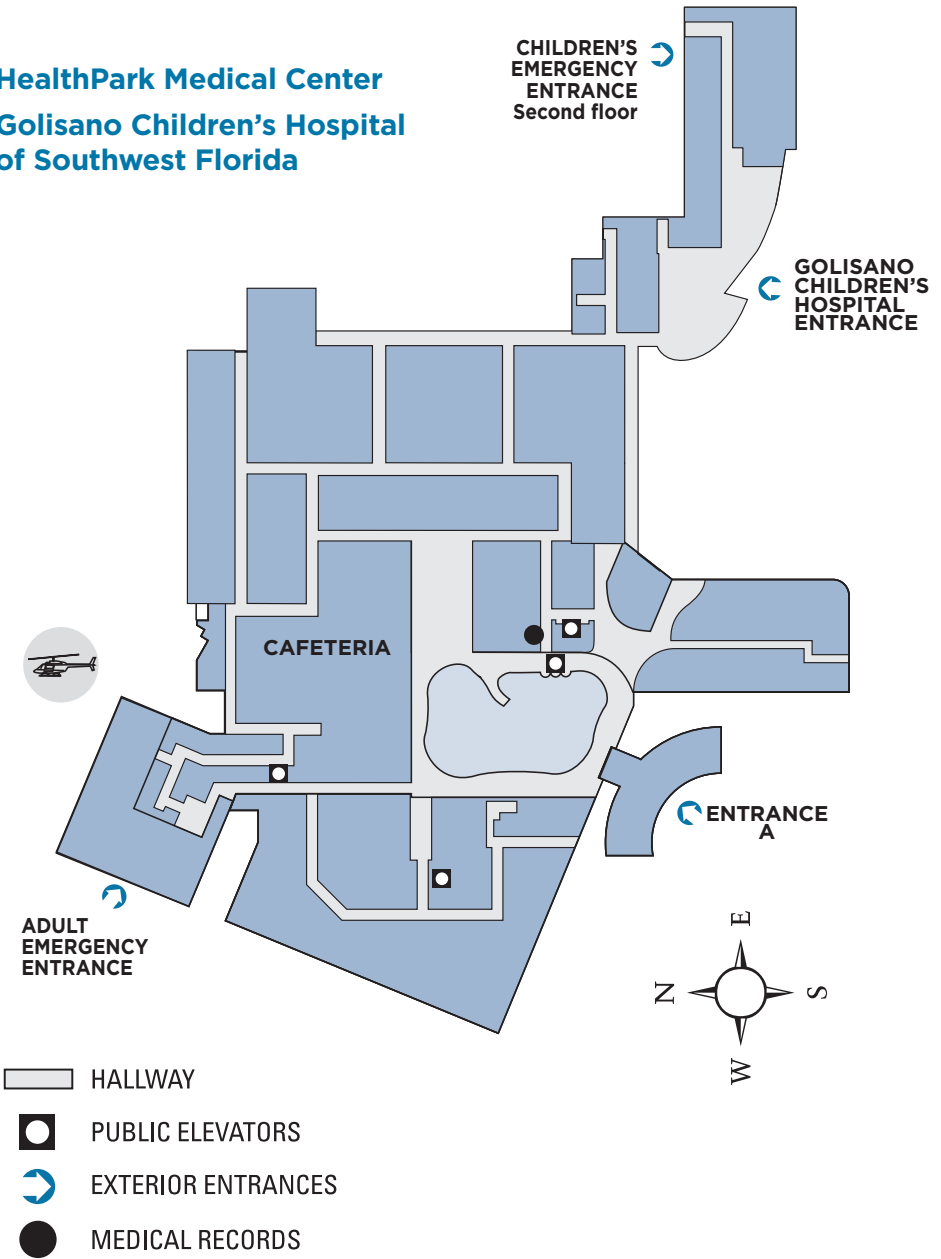 HealthPark Medical Center
Golisano Children's Hospital
of Southwest Florida
CHILDREN'S
EMERGENCY
ENTRANCE
Second floor
GOLISANO
CHILDREN'S
HOSPITAL
ENTRANCE
CAFETERIA
ENTRANCE
A
ADULT
EMERGENCY
ENTRANCE
E
N
S
W
HALLWAY
PUBLIC ELEVATORS
EXTERIOR ENTRANCES
MEDICAL RECORDS